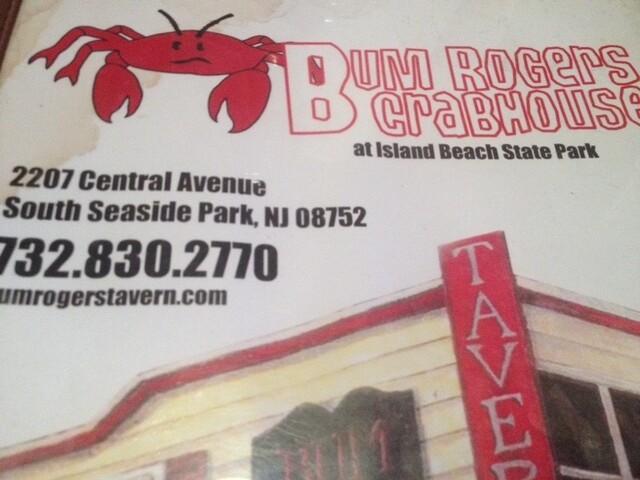 Bum Rogers
Crabhouse
at Island Beach State Park
2207 Central Avenue
South Seaside Park, NJ 08752
732.830.2770
umrogerstavern.com
TAVER